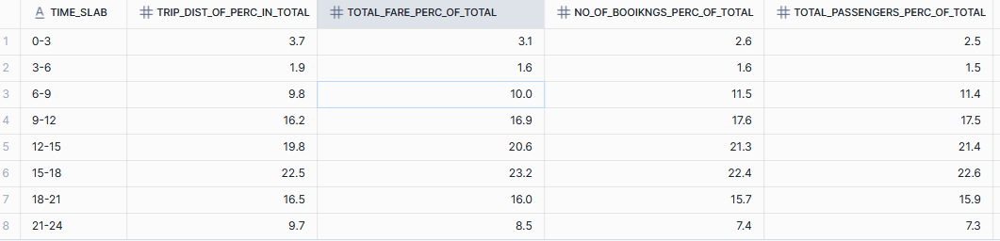 TIME_SLAB TRIP_DIST_OF_PERC_IN_TOTAL TOTAL_FARE_PERC_OF_TOTAL NO_OF_BOOIKNGS_PERC_OF_TOTAL TOTAL_PASSENGERS_PERC_OF_TOTAL
1 0-3 3.7 3.1 2.6 2.5
2 3-6 1.9 1.6 1.6 1.5
3 6-9 9.8 10.0 11.5 11.4
4 9-12 16.2 16.9 17.6 17.5
5 12-15 19.8 20.6 21.3 21.4
6 15-18 22.5 23.2 22.4 22.6
7 18-21 16.5 16.0 15.7 15.9
8 21-24 9.7 8.5 7.4 7.3